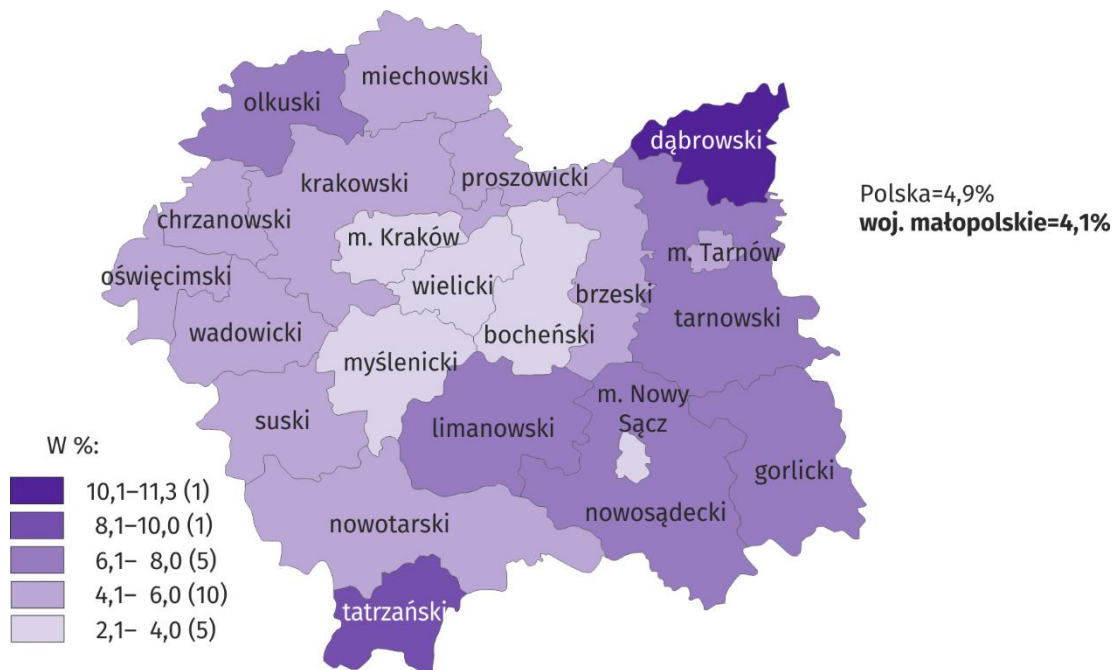 miechowski
olkuski
dąbrowski
krakowski
proszowicki
Polska=4,9%
woj. małopolskie=4,1%
chrzanowski
m. Kraków
m. Tarnów
oświęcimski
wielicki
brzeski
tarnowski
wadowicki
bocheński
myślenicki
m. Nowy
Sącz
suski
limanowski
gorlicki
nowosądecki
nowotarski
tatrzański
W %:
10,1–11,3 (1)
8,1–10,0 (1)
6,1– 8,0 (5)
4,1– 6,0 (10)
2,1– 4,0 (5)